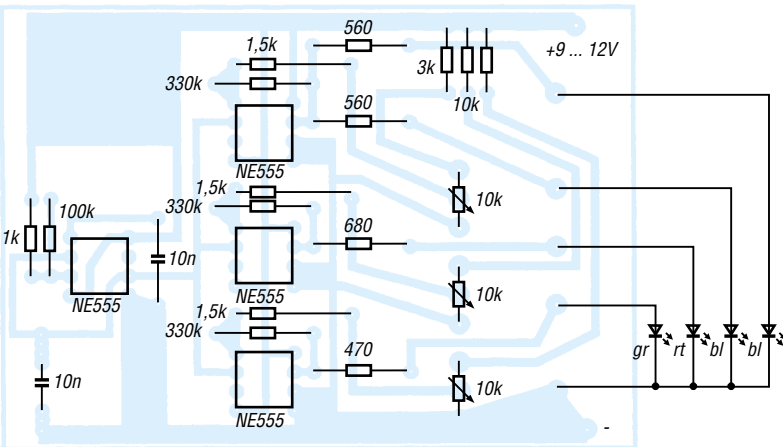 560
1,5k
+9 ... 12V
3k
330k
10k
560
NE555
1,5k
330k
10k
100k
1k
680
10n
NE555
NE555
10k
1,5k
330k
470
gr rt bl bl
10n
10k
NE555
-